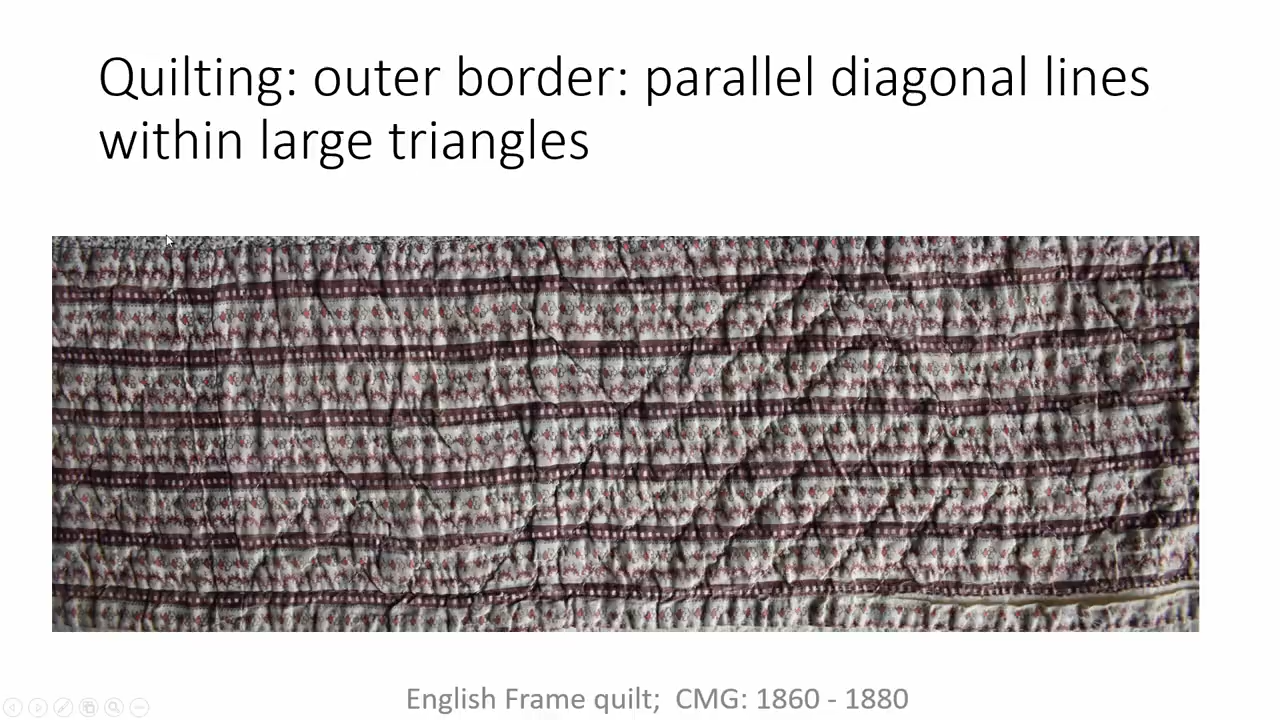 Quilting: outer border: parallel diagonal lines
within large triangles
English Frame quilt;  CMG: 1860 - 1880